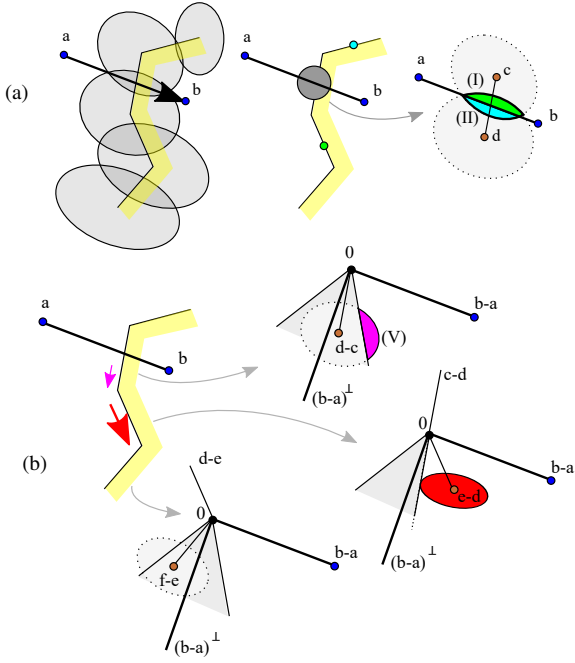 a
b
(a)
a
b
a
(I)
c
(II)
d
b
0
b-a
d-c
(V)
(b-a)⊥
a
b
c-d
0
b-a
e-d
(b-a)⊥
(b)
d-e
0
b-a
f-e
(b-a)⊥